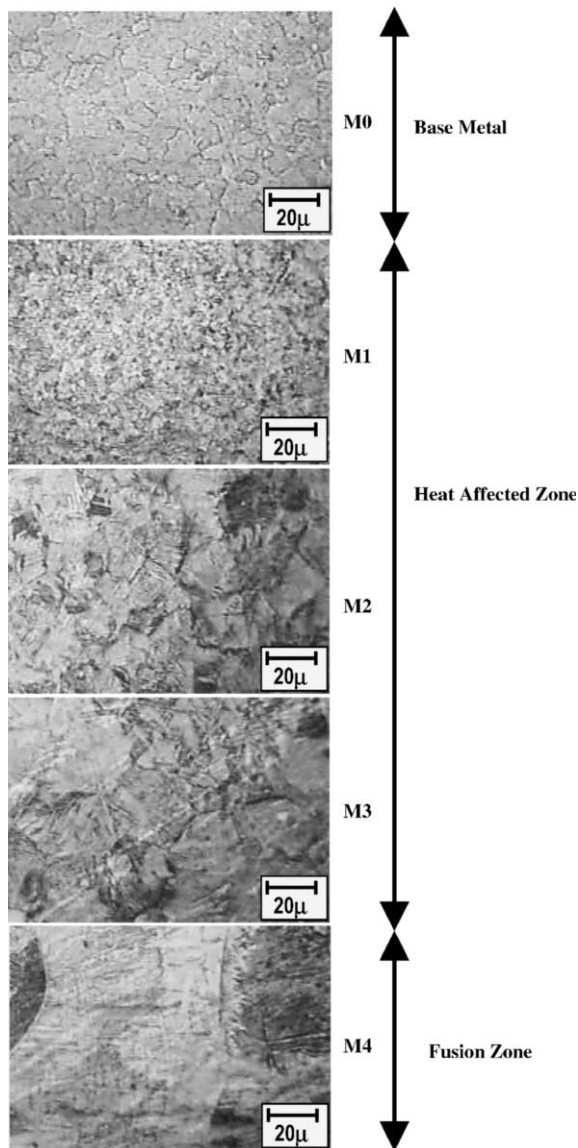 M0
Base Metal
20μ
M1
20μ
Heat Affected Zone
M2
20μ
M3
20μ
M4
Fusion Zone
20μ